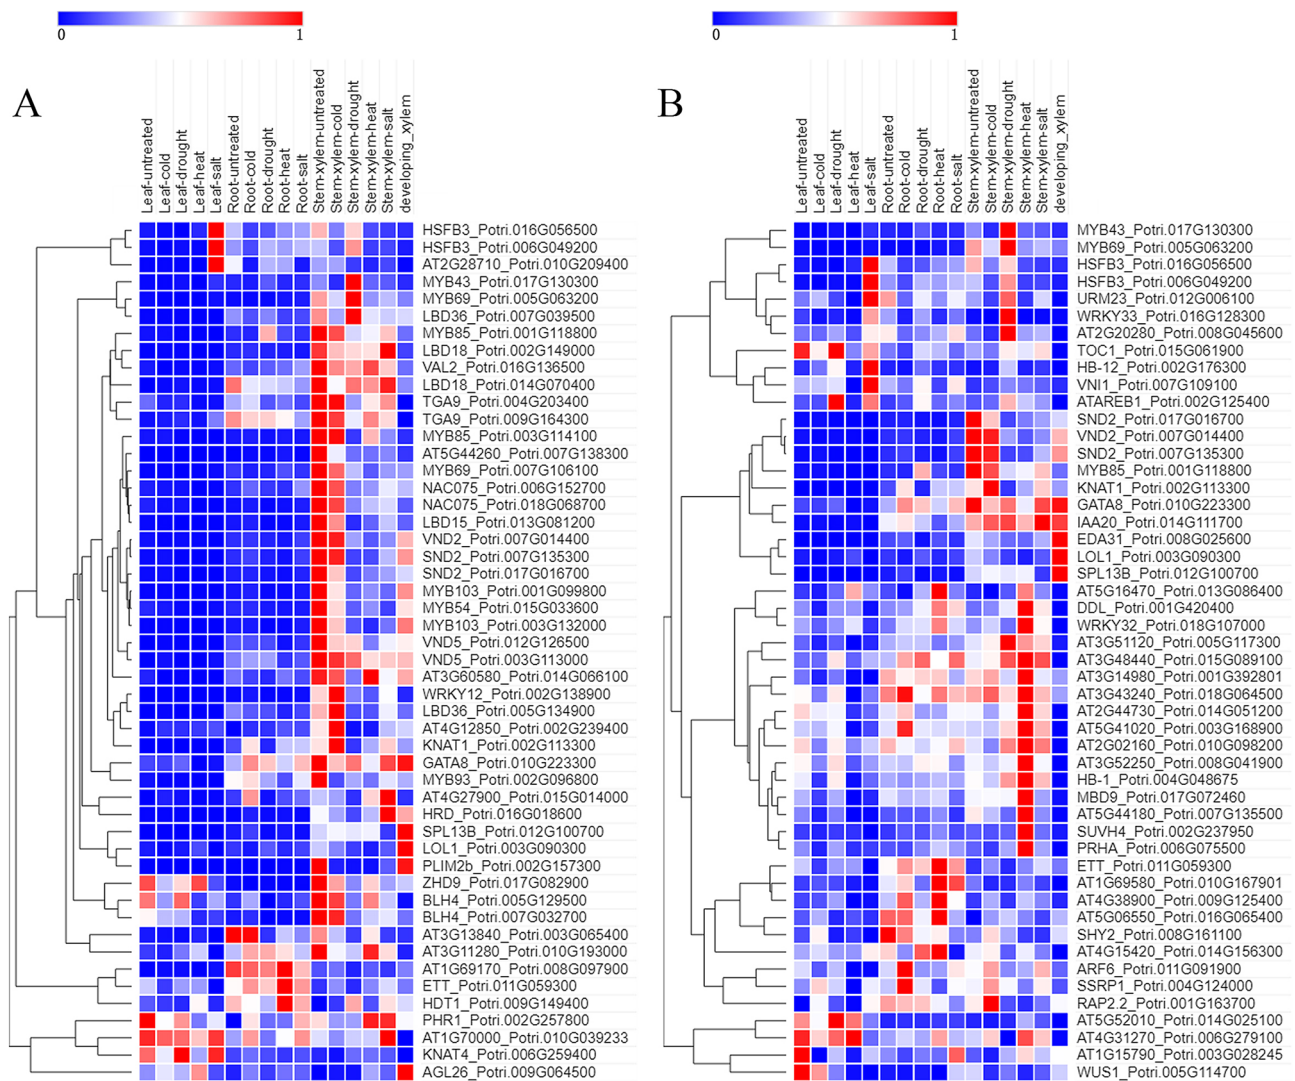 0 1
A
Leaf-untreated
Leaf-cold
Leaf-drought
Leaf-heat
Leaf-salt
Root-untreated
Root-cold
Root-drought
Root-heat
Root-salt
Stem-xylem-untreated
Stem-xylem-cold
Stem-xylem-drought
Stem-xylem-heat
Stem-xylem-salt
developing_xylem
HSFB3_Potri.016G056500
HSFB3_Potri.006G049200
AT2G28710_Potri.010G209400
MYB43_Potri.017G130300
MYB69_Potri.005G063200
LBD36_Potri.007G039500
MYB85_Potri.001G118800
LBD18_Potri.002G149000
VAL2_Potri.016G136500
LBD18_Potri.014G070400
TGA9_Potri.004G203400
TGA9_Potri.009G164300
MYB85_Potri.003G114100
AT5G44260_Potri.007G138300
MYB69_Potri.007G106100
NAC075_Potri.006G152700
NAC075_Potri.018G068700
LBD15_Potri.013G081200
VND2_Potri.007G014400
SND2_Potri.007G135300
SND2_Potri.017G016700
MYB103_Potri.001G099800
MYB54_Potri.015G033600
MYB103_Potri.003G132000
VND5_Potri.012G126500
VND5_Potri.003G113000
AT3G60580_Potri.014G066100
WRKY12_Potri.002G138900
LBD36_Potri.005G134900
AT4G12850_Potri.002G239400
KNAT1_Potri.002G113300
GATA8_Potri.010G223300
MYB93_Potri.002G096800
AT4G27900_Potri.015G014000
HRD_Potri.016G018600
SPL13B_Potri.012G100700
LOL1_Potri.003G090300
PLIM2b_Potri.002G157300
ZHD9_Potri.017G082900
BLH4_Potri.005G129500
BLH4_Potri.007G032700
AT3G13840_Potri.003G065400
AT3G11280_Potri.010G193000
AT1G69170_Potri.008G097900
ETT_Potri.011G059300
HDT1_Potri.009G149400
PHR1_Potri.002G257800
AT1G70000_Potri.010G039233
KNAT4_Potri.006G259400
AGL26_Potri.009G064500
0 1
B
Leaf-untreated
Leaf-cold
Leaf-drought
Leaf-heat
Leaf-salt
Root-untreated
Root-cold
Root-drought
Root-heat
Root-salt
Stem-xylem-untreated
Stem-xylem-cold
Stem-xylem-drought
Stem-xylem-heat
Stem-xylem-salt
developing_xylem
MYB43_Potri.017G130300
MYB69_Potri.005G063200
HSFB3_Potri.016G056500
HSFB3_Potri.006G049200
URM23_Potri.012G006100
WRKY33_Potri.016G128300
AT2G20280_Potri.008G045600
TOC1_Potri.015G061900
HB-12_Potri.002G176300
VNI1_Potri.007G109100
ATAREB1_Potri.002G125400
SND2_Potri.017G016700
VND2_Potri.007G014400
SND2_Potri.007G135300
MYB85_Potri.001G118800
KNAT1_Potri.002G113300
GATA8_Potri.010G223300
IAA20_Potri.014G111700
EDA31_Potri.008G025600
LOL1_Potri.003G090300
SPL13B_Potri.012G100700
AT5G16470_Potri.013G086400
DDL_Potri.001G420400
WRKY32_Potri.018G107000
AT3G51120_Potri.005G117300
AT3G48440_Potri.015G089100
AT3G14980_Potri.001G392801
AT3G43240_Potri.018G064500
AT2G44730_Potri.014G051200
AT5G41020_Potri.003G168900
AT2G02160_Potri.010G098200
AT3G52250_Potri.008G041900
HB-1_Potri.004G048675
MBD9_Potri.017G072460
AT5G44180_Potri.007G135500
SUVH4_Potri.002G237950
PRHA_Potri.006G075500
ETT_Potri.011G059300
AT1G69580_Potri.010G167901
AT4G38900_Potri.009G125400
AT5G06550_Potri.016G065400
SHY2_Potri.008G161100
AT4G15420_Potri.014G156300
ARF6_Potri.011G091900
SSRP1_Potri.004G124000
RAP2.2_Potri.001G163700
AT5G52010_Potri.014G025100
AT4G31270_Potri.006G279100
AT1G15790_Potri.003G028245
WUS1_Potri.005G114700